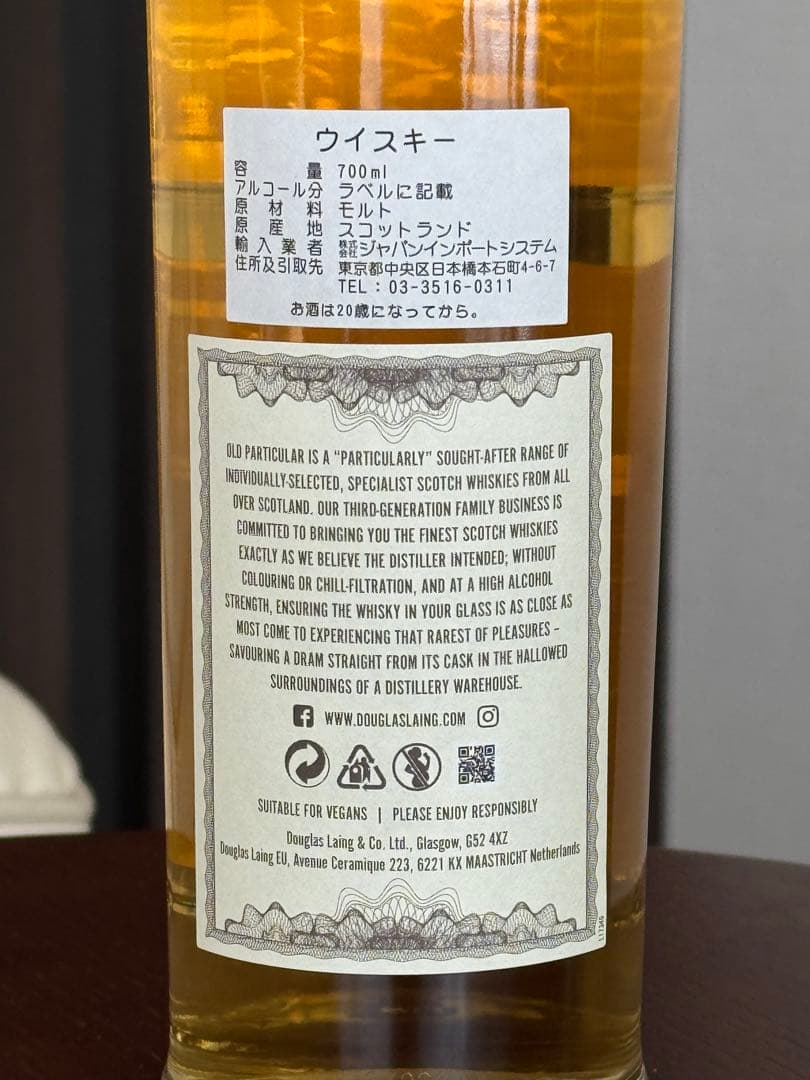 ウイスキー
容量 700ml
アルコール分 ラベルに記載
原材料 モルト
原産地 スコットランド
輸入業者 株式会社ジャパンインポートシステム
住所及引取先 東京都中央区日本橋本石町4-6-7
TEL：03-3516-0311
お酒は20歳になってから。
OLD PARTICULAR IS A “PARTICULARLY” SOUGHT-AFTER RANGE OF
INDIVIDUALLY-SELECTED, SPECIALIST SCOTCH WHISKIES FROM ALL
OVER SCOTLAND. OUR THIRD-GENERATION FAMILY BUSINESS IS
COMMITTED TO BRINGING YOU THE FINEST SCOTCH WHISKIES
EXACTLY AS WE BELIEVE THE DISTILLER INTENDED; WITHOUT
COLOURING OR CHILL-FILTRATION, AND AT A HIGH ALCOHOL
STRENGTH, ENSURING THE WHISKY IN YOUR GLASS IS AS CLOSE AS
MOST COME TO EXPERIENCING THAT RAREST OF PLEASURES –
SAVOURING A DRAM STRAIGHT FROM ITS CASK IN THE HALLOWED
SURROUNDINGS OF A DISTILLERY WAREHOUSE.
WWW.DOUGLASLAING.COM
SUITABLE FOR VEGANS | PLEASE ENJOY RESPONSIBLY
Douglas Laing & Co. Ltd., Glasgow, G52 4XZ
Douglas Laing EU, Avenue Ceramique 223, 6221 KX MAASTRICHT Netherlands